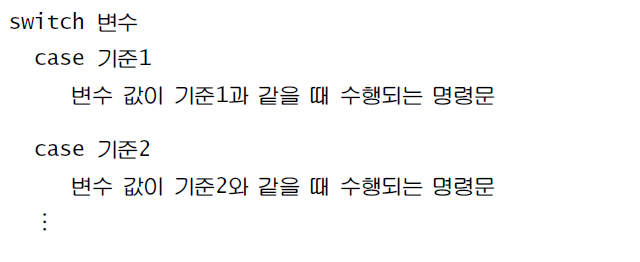 switch 변수
case 기준1
변수 값이 기준1과 같을 때 수행되는 명령문
case 기준2
변수 값이 기준2와 같을 때 수행되는 명령문
⋮